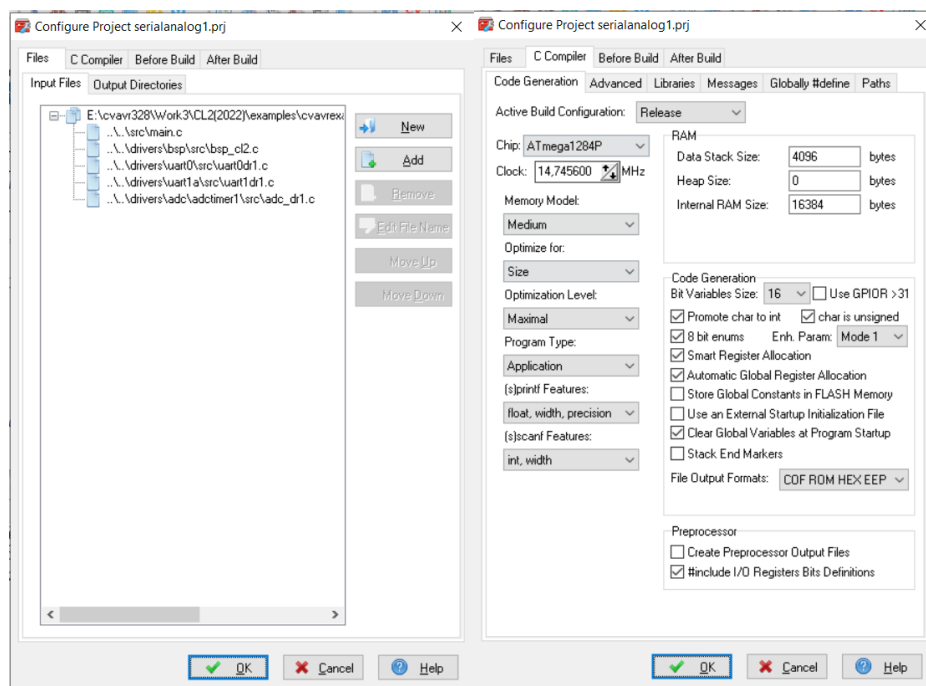 Configure Project serialanalog1.prj
Files C Compiler Before Build After Build
Input Files Output Directories
E:\cvavr328\Work3\CL2(2022)\examples\cvavrexa
..\..\src\main.c
..\..\drivers\bsp\src\bsp_cl2.c
..\..\drivers\uart0\src\uart0dr1.c
..\..\drivers\uart1a\src\uart1dr1.c
..\..\drivers\adc\adctimer1\src\adc_dr1.c
New
Add
Remove
Edit File Name
Move Up
Move Down
OK Cancel Help
Configure Project serialanalog1.prj
Files C Compiler Before Build After Build
Code Generation Advanced Libraries Messages Globally #define Paths
Active Build Configuration: Release
Chip: ATmega1284P
Clock: 14,745600 MHz
Memory Model:
Medium
Optimize for:
Size
Optimization Level:
Maximal
Program Type:
Application
(s)printf Features:
float, width, precision
(s)scanf Features:
int, width
RAM
Data Stack Size: 4096 bytes
Heap Size: 0 bytes
Internal RAM Size: 16384 bytes
Code Generation
Bit Variables Size: 16 Use GPIOR >31
Promote char to int char is unsigned
8 bit enums Enh. Param: Mode 1
Smart Register Allocation
Automatic Global Register Allocation
Store Global Constants in FLASH Memory
Use an External Startup Initialization File
Clear Global Variables at Program Startup
Stack End Markers
File Output Formats: COF ROM HEX EEP
Preprocessor
Create Preprocessor Output Files
#include I/O Registers Bits Definitions
OK Cancel Help